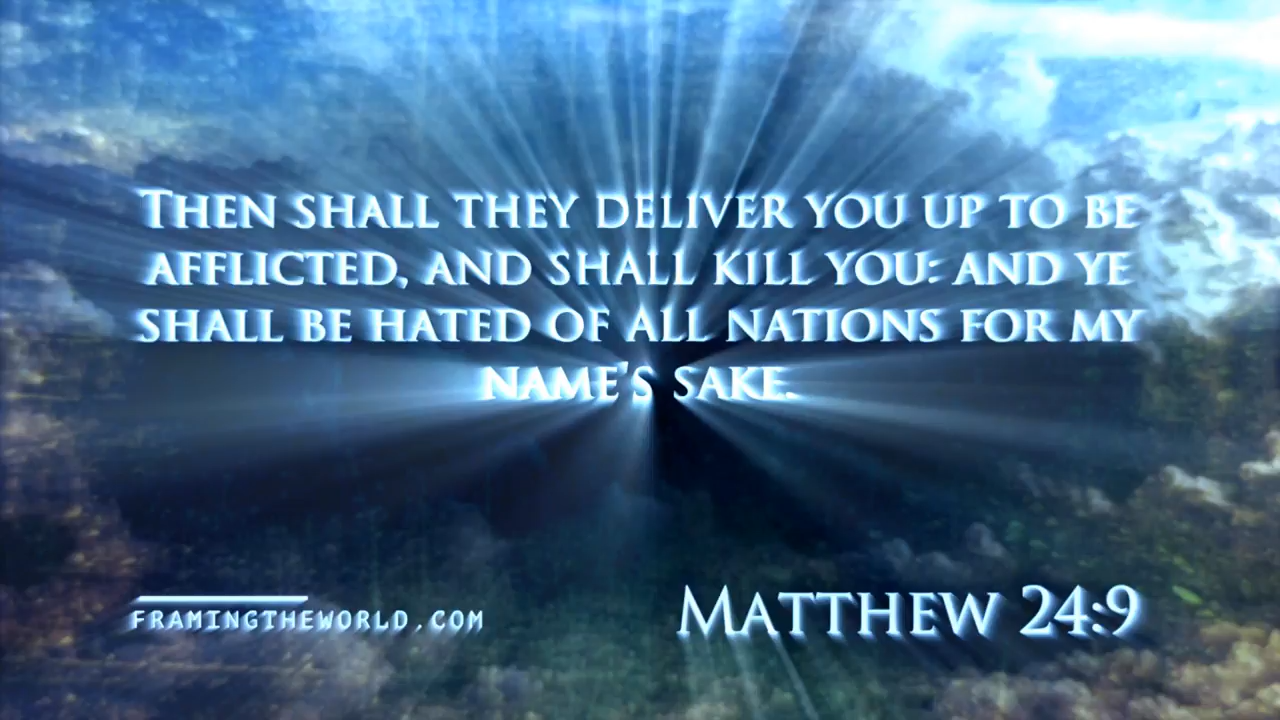 Then shall they deliver you up to be
afflicted, and shall kill you: and ye
shall be hated of all nations for my
name's sake.
FRAMINGTHEWORLD.COM
Matthew 24:9